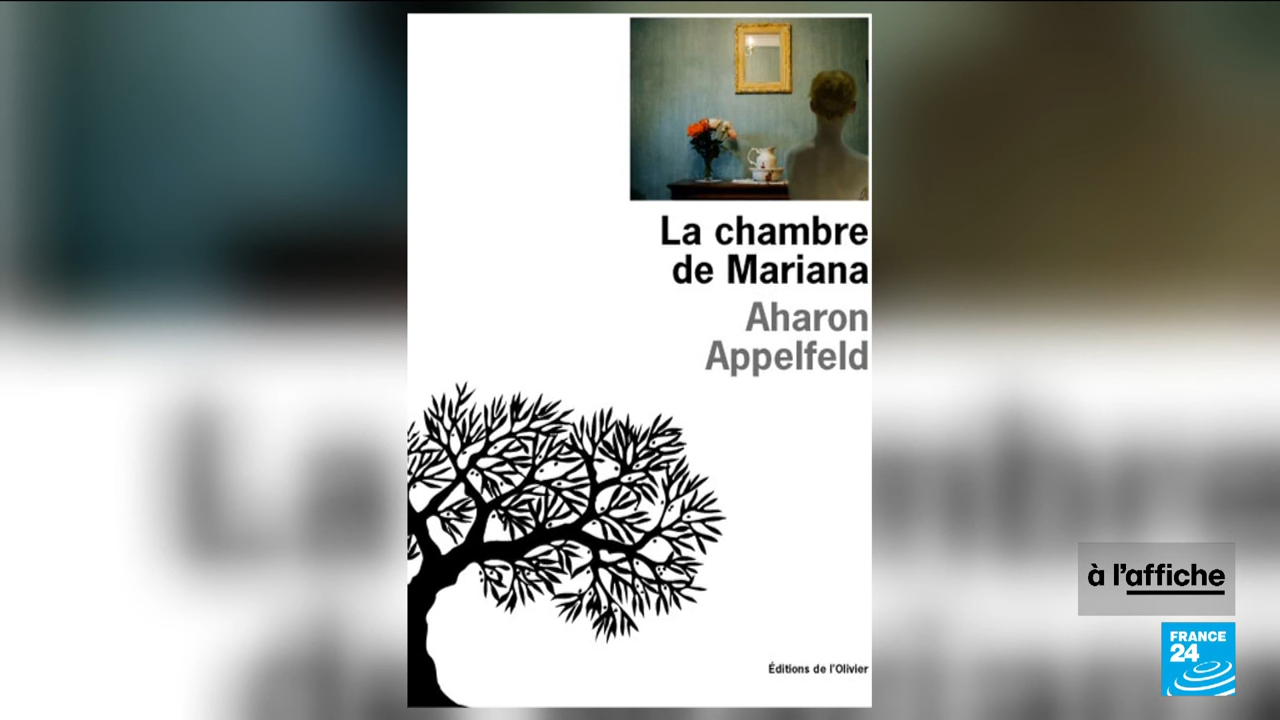 La chambre
de Mariana
Aharon
Appelfeld
Éditions de l'Olivier
à l'affiche
FRANCE
24